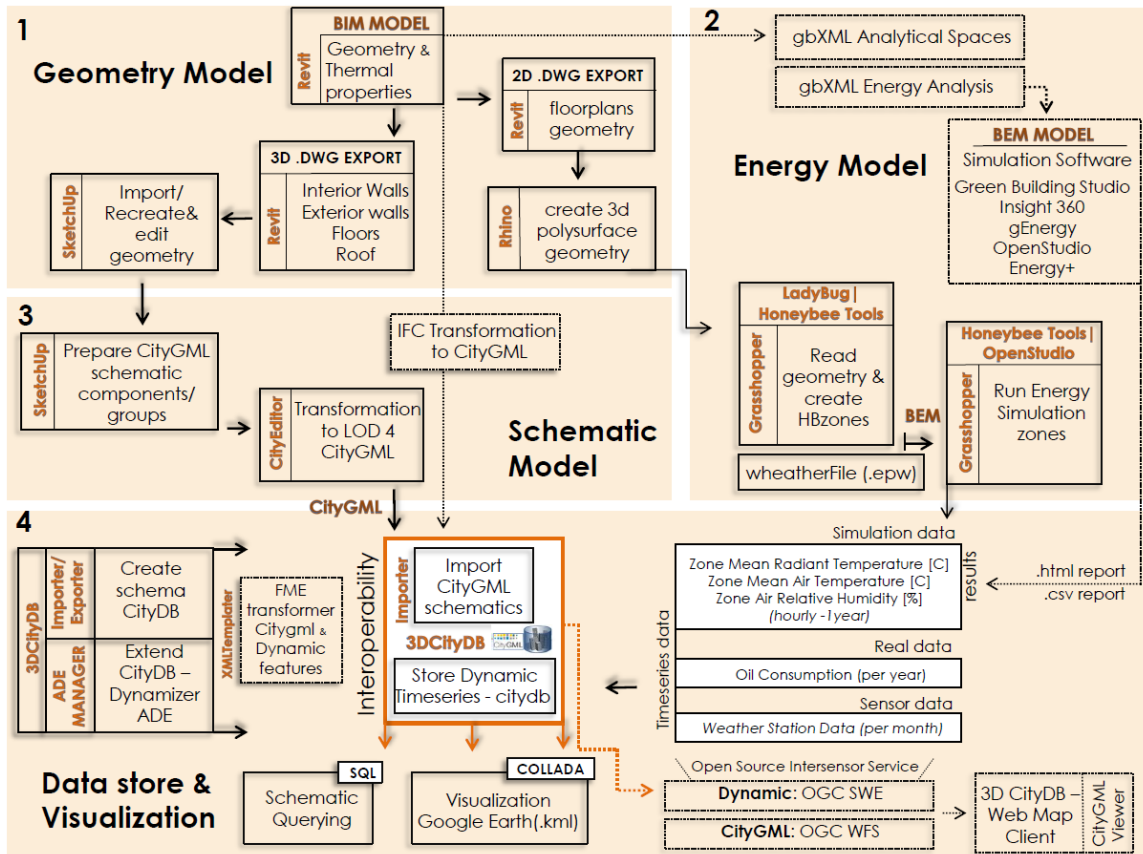 1
Geometry Model
BIM MODEL
Revit
Geometry &
Thermal
properties
2D .DWG EXPORT
Revit
floorplans
geometry
3D .DWG EXPORT
Revit
Interior Walls
Exterior walls
Floors
Roof
SketchUp
Import/
Recreate&
edit
geometry
Rhino
create 3d
polysurface
geometry
2
gbXML Analytical Spaces
gbXML Energy Analysis
Energy Model
BEM MODEL
Simulation Software
Green Building Studio
Insight 360
gEnergy
OpenStudio
Energy+
LadyBug|
Honeybee Tools
Grasshopper
Read
geometry &
create
HBzones
BEM
wheatherFile (.epw)
Honeybee Tools|
OpenStudio
Grasshopper
Run Energy
Simulation
zones
3
SketchUp
Prepare CityGML
schematic
components/
groups
IFC Transformation
to CityGML
CityEditor
Transformation
to LOD 4
CityGML
Schematic
Model
CityGML
4
3DCityDB
Importer/
Exporter
Create
schema
CityDB
ADE
MANAGER
Extend
CityDB –
Dynamizer
ADE
XMLTemplater
FME
transformer
Citygml &
Dynamic
features
Interoperability
Importer
Import
CityGML
schematics
3DCityDB
CityGML
Store Dynamic
Timeseries - citydb
Simulation data
Zone Mean Radiant Temperature [C]
Zone Mean Air Temperature [C]
Zone Air Relative Humidity [%]
(hourly -1year)
results
.html report
.csv report
Timeseries data
Real data
Oil Consumption (per year)
Sensor data
Weather Station Data (per month)
Data store &
Visualization
SQL
Schematic
Querying
COLLADA
Visualization
Google Earth(.kml)
Open Source Intersensor Service
Dynamic: OGC SWE
CityGML: OGC WFS
3D CityDB –
Web Map
Client
CityGML
Viewer